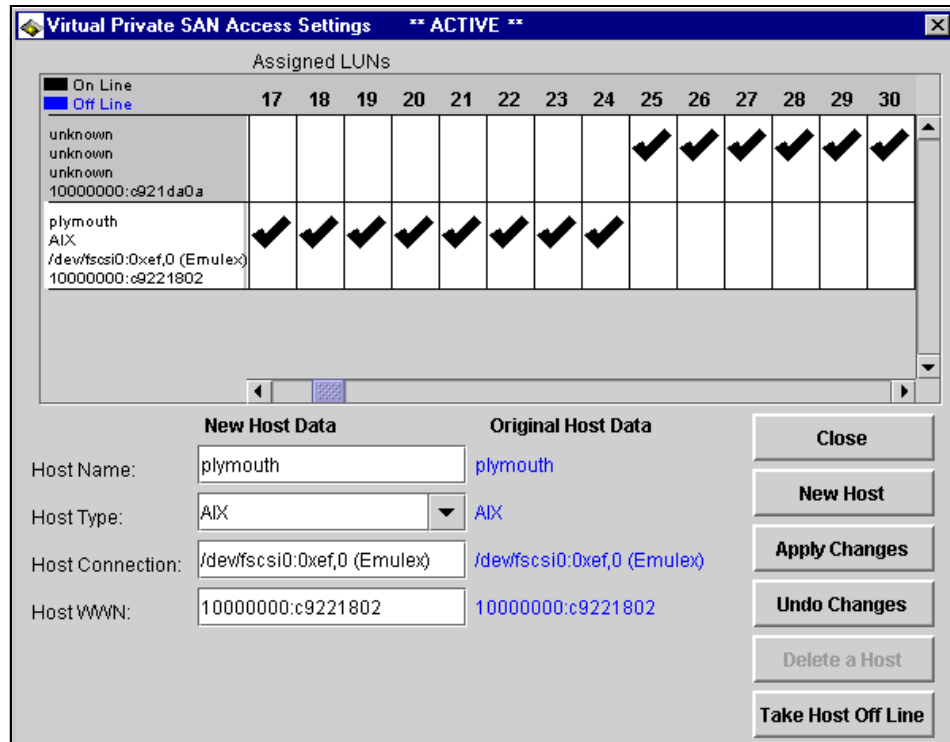 Virtual Private SAN Access Settings ** ACTIVE **
Assigned LUNs
On Line
Off Line
17 18 19 20 21 22 23 24 25 26 27 28 29 30
unknown
unknown
unknown
10000000:c921da0a
plymouth
AIX
/dev/fscsi0:0xef,0 (Emulex)
10000000:c9221802
New Host Data Original Host Data
Host Name: plymouth plymouth
Host Type: AIX AIX
Host Connection: /dev/fscsi0:0xef,0 (Emulex) /dev/fscsi0:0xef,0 (Emulex)
Host WWN: 10000000:c9221802 10000000:c9221802
Close
New Host
Apply Changes
Undo Changes
Delete a Host
Take Host Off Line